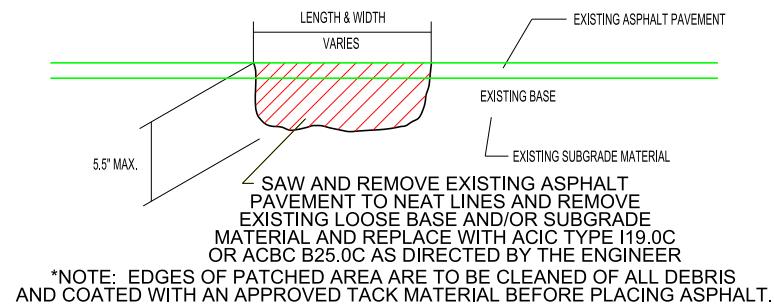 LENGTH & WIDTH
VARIES
EXISTING ASPHALT PAVEMENT
EXISTING BASE
5.5" MAX.
EXISTING SUBGRADE MATERIAL
SAW AND REMOVE EXISTING ASPHALT
PAVEMENT TO NEAT LINES AND REMOVE
EXISTING LOOSE BASE AND/OR SUBGRADE
MATERIAL AND REPLACE WITH ACIC TYPE I19.0C
OR ACBC B25.0C AS DIRECTED BY THE ENGINEER
*NOTE: EDGES OF PATCHED AREA ARE TO BE CLEANED OF ALL DEBRIS
AND COATED WITH AN APPROVED TACK MATERIAL BEFORE PLACING ASPHALT.